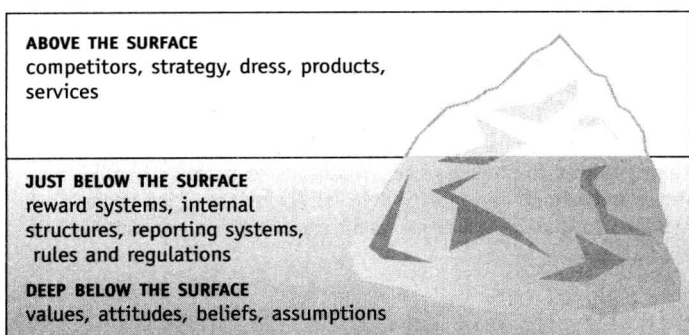 ABOVE THE SURFACE
competitors, strategy, dress, products,
services
JUST BELOW THE SURFACE
reward systems, internal
structures, reporting systems,
rules and regulations
DEEP BELOW THE SURFACE
values, attitudes, beliefs, assumptions